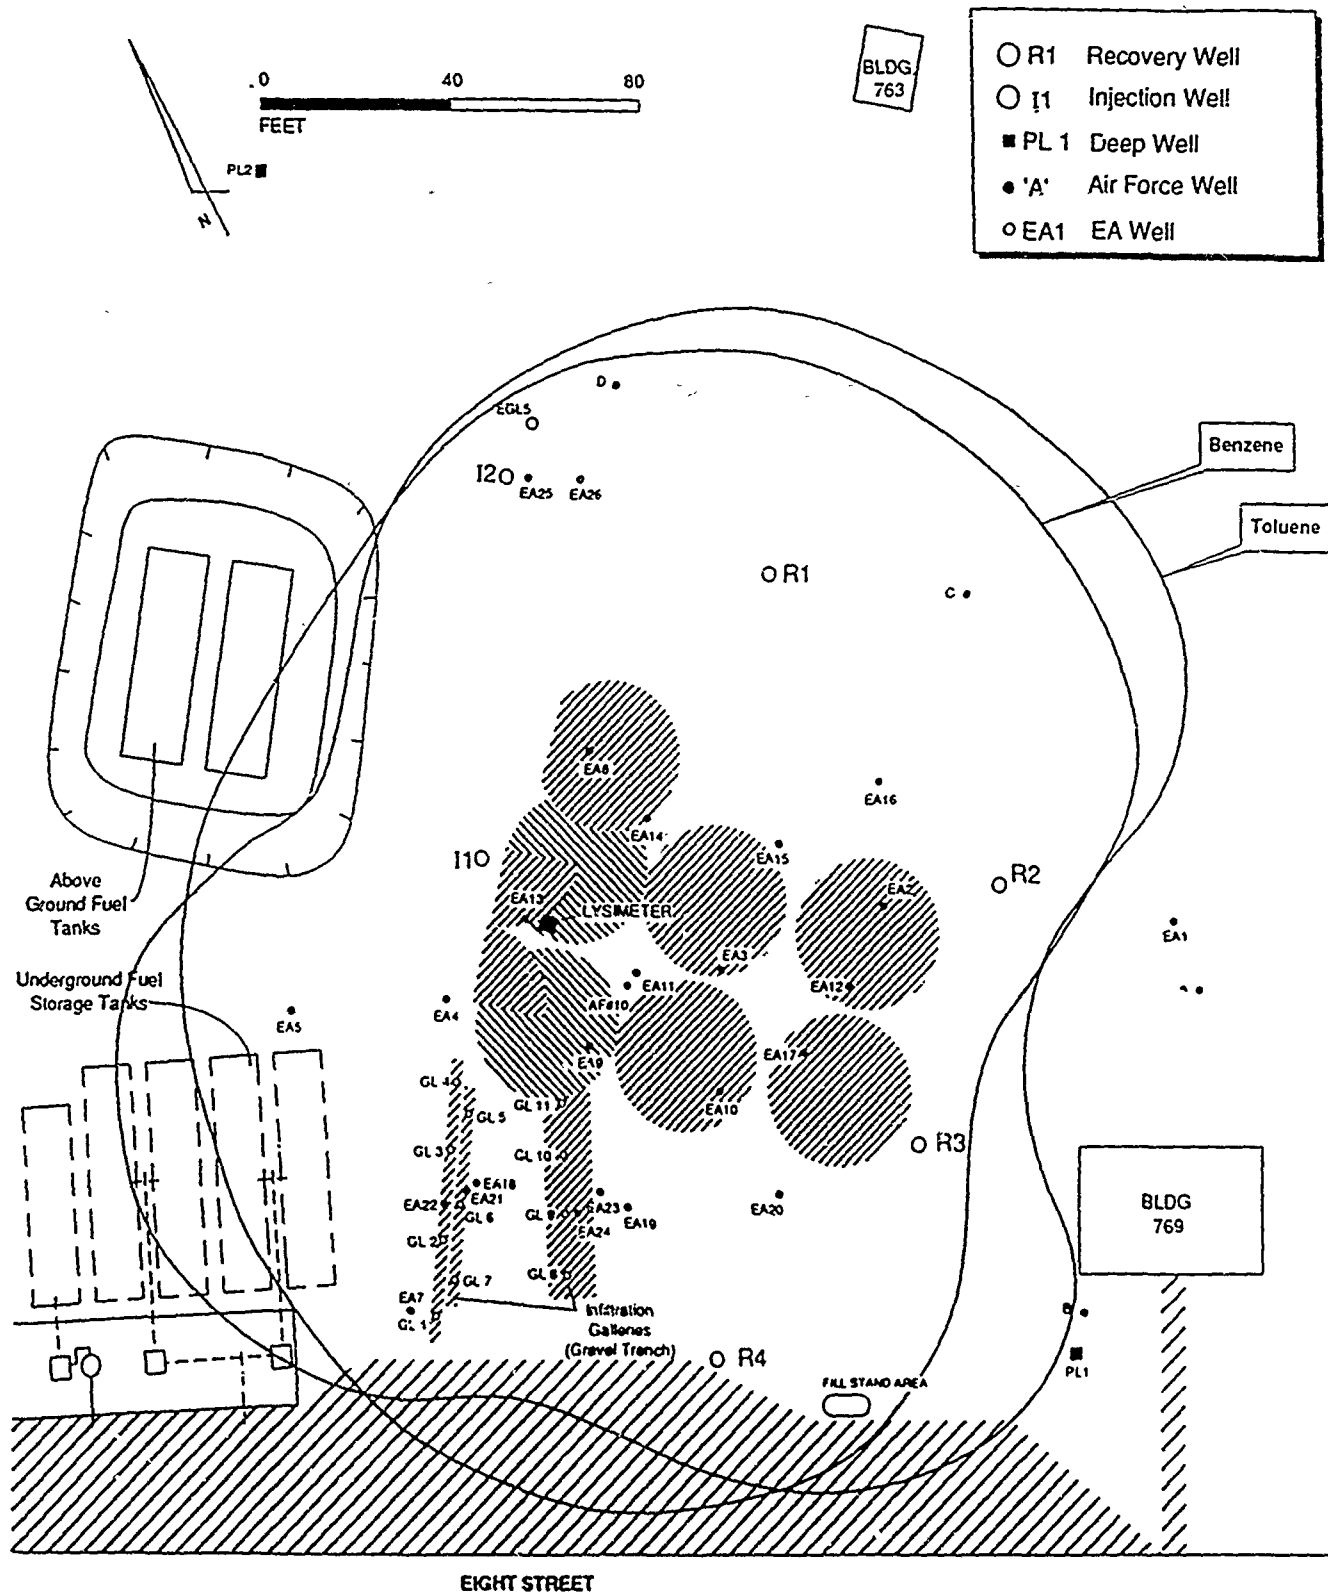 0 40 80
FEET
PL2
N
BLDG.
763
R1 Recovery Well
I1 Injection Well
PL 1 Deep Well
'A' Air Force Well
EA1 EA Well
D
EGL5
I2
EA25
EA26
Benzene
Toluene
R1
C
EA8
EA16
EA14
EA15
I1
R2
EA2
EA13
LYSIMETER
EA1
Above
Ground Fuel
Tanks
EA3
EA11
EA12
Underground Fuel
Storage Tanks
EA5
EA4
AF#10
EA9
EA17
GL 4
EA10
GL 5
GL 11
GL 3
GL 10
R3
EA18
EA21
EA22
GL 6
GL 9
EA23
EA19
EA24
EA20
BLDG
769
GL 2
GL 7
GL 8
EA7
GL 1
Infiltration
Galleries
(Gravel Trench)
B
PL1
R4
FILL STAND AREA
EIGHT STREET